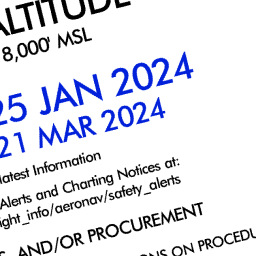 ALTITUDE
8,000' MSL
25 JAN 2024
21 MAR 2024
latest Information
Alerts and Charting Notices at:
ight_info/aeronav/safety_alerts
AND/OR PROCUREMENT
ON PROCEDU